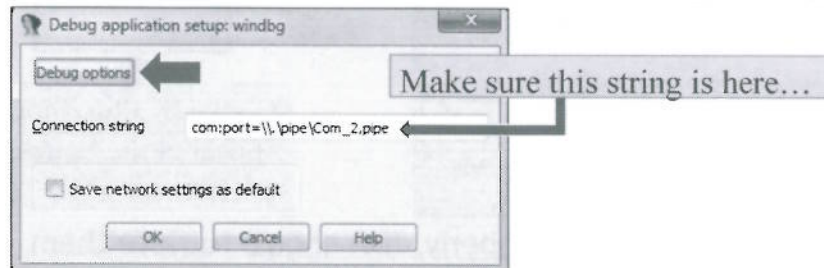 Debug application setup: windbg
x
Debug options
Make sure this string is here...
Connection string com:port=\\.\pipe\Com_2,pipe
Save network settings as default
OK Cancel Help